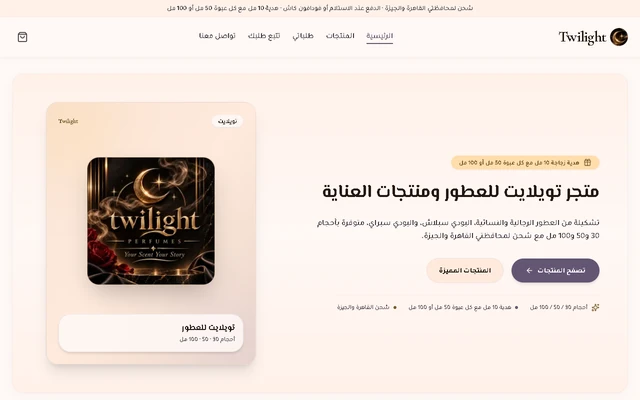 شحن لمحافظتي القاهرة والجيزة · الدفع عند الاستلام أو فودافون كاش · هدية 10 مل مع كل عبوة 50 مل أو 100 مل
Twilight
الرئيسية
المنتجات
طلباتي
تتبع طلبك
تواصل معنا
هدية زجاجة 10 مل مع كل عبوة 50 مل أو 100 مل
متجر تويلايت للعطور ومنتجات العناية
تشكيلة من العطور الرجالية والنسائية، البودي سبلاش، والبودي سبراي، متوفرة بأحجام
30 و50 و100 مل مع شحن لمحافظتي القاهرة والجيزة.
تصفح المنتجات
المنتجات المميزة
أحجام 30 / 50 / 100 مل
هدية 10 مل مع كل عبوة 50 مل أو 100 مل
شحن القاهرة والجيزة
تويلايت
Twilight
twilight
PERFUMES
Your Scent Your Story
تويلايت للعطور
أحجام 30 · 50 · 100 مل